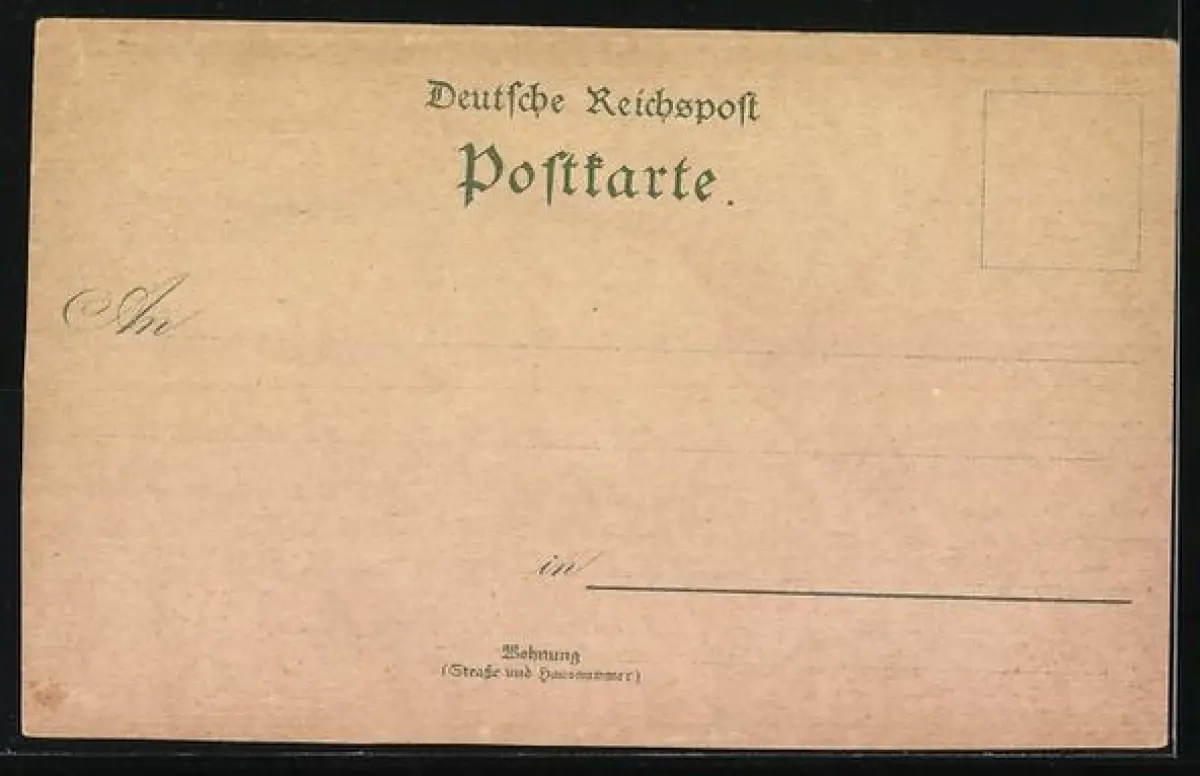 Deutſche Reichspoſt
Poſtkarte.
An
in
Wohnung
(Straße und Hausnummer)